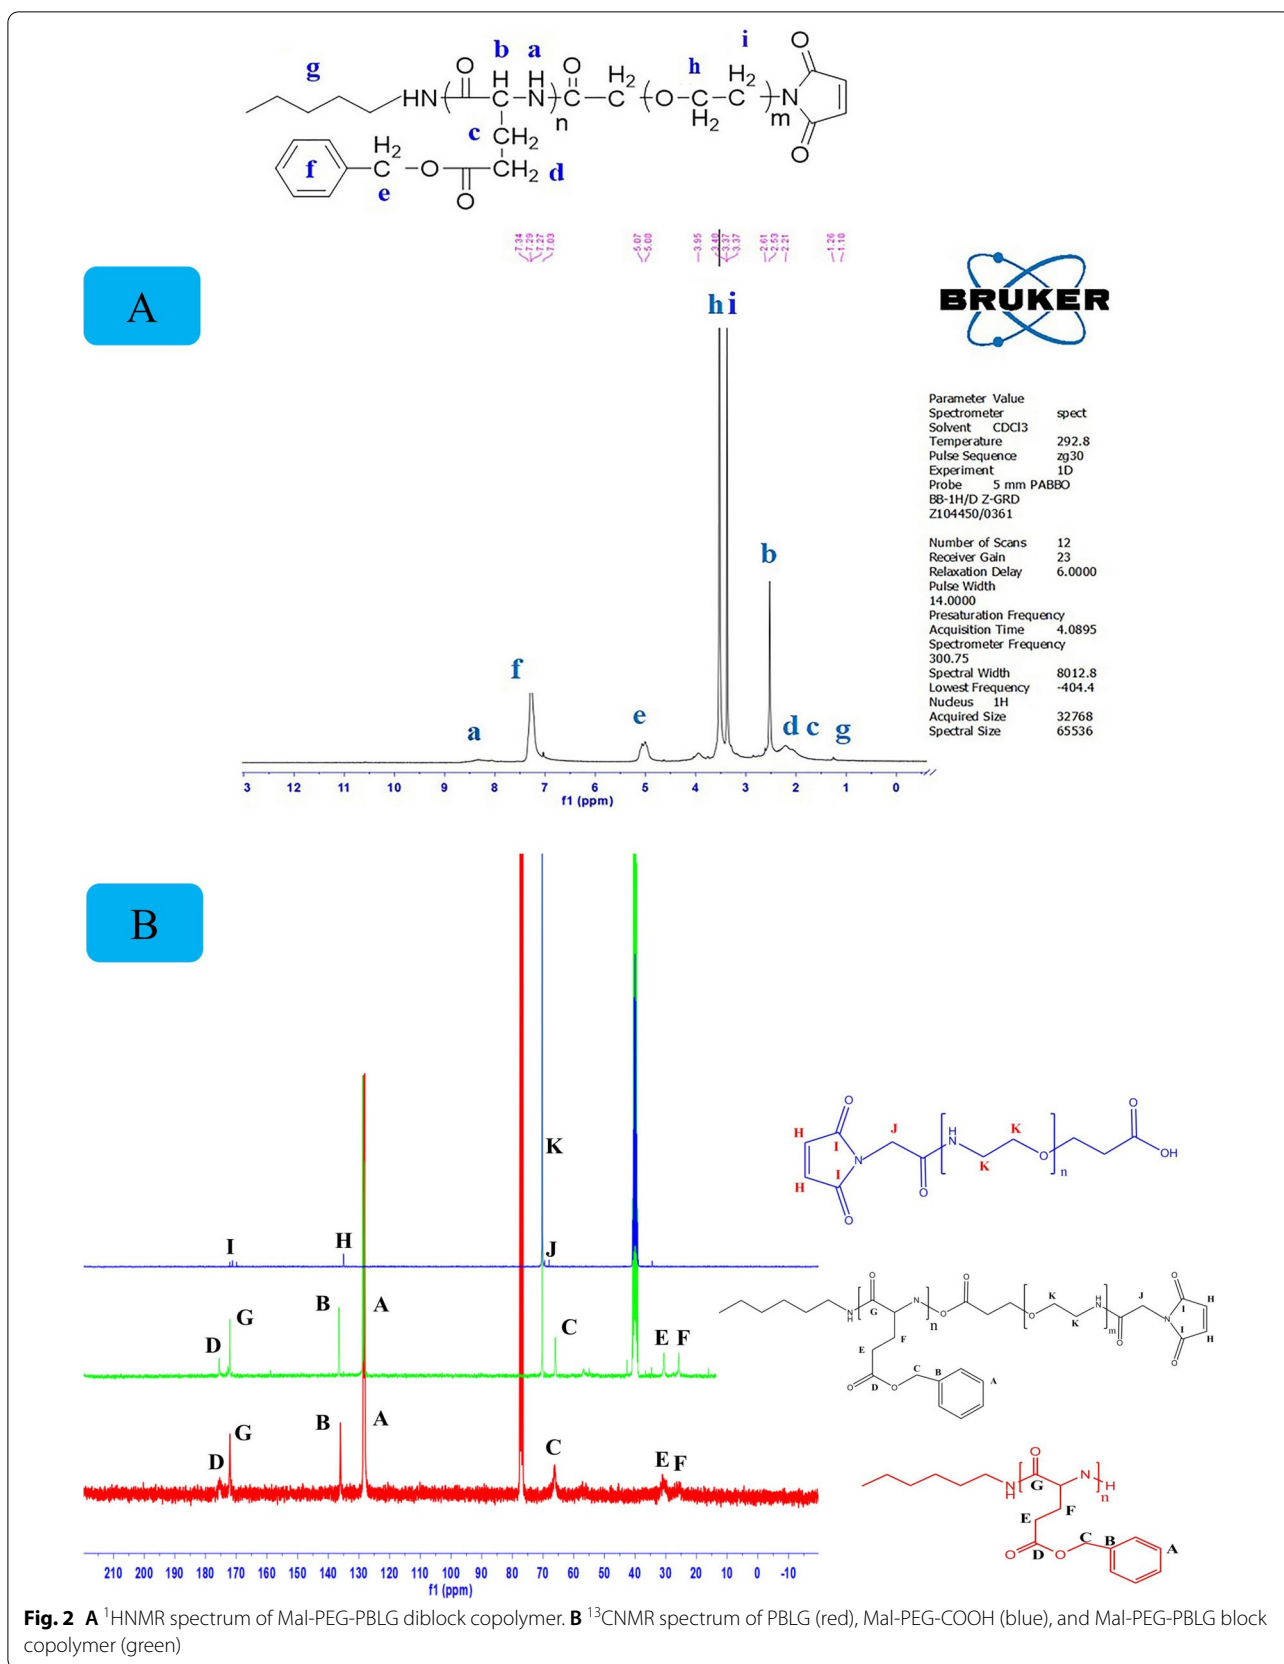 g
b
a
h
i
O
H
H
O
H2
H2
O
HN
N
C
O
C
N
n
H2
m
c
CH2
O
H2
f
C
O
CH2
d
e
O
7.34
7.29
7.27
7.03
5.07
5.00
3.95
3.40
3.37
3.37
2.61
2.53
2.21
1.26
1.10
A
BRUKER
h i
Parameter Value
Spectrometer spect
Solvent CDCl3
Temperature 292.8
Pulse Sequence zg30
Experiment 1D
Probe 5 mm PABBO
BB-1H/D Z-GRD
Z104450/0361
Number of Scans 12
Receiver Gain 23
Relaxation Delay 6.0000
Pulse Width
14.0000
Presaturation Frequency
Acquisition Time 4.0895
Spectrometer Frequency
300.75
Spectral Width 8012.8
Lowest Frequency -404.4
Nucleus 1H
Acquired Size 32768
Spectral Size 65536
b
f
a
e
d c g
3 12 11 10 9 8 7 6 5 4 3 2 1 0
f1 (ppm)
B
K
I H J
G B A C E F
D
G B A C E F
D
O
H J H K O
I N N O OH
H I O K n
O
O O O
N H G N n O O K K H N m J N I H
F O I H
E O
O D O C B A
O
N H G N H
n
E F
O D O C B A
210 200 190 180 170 160 150 140 130 120 110 100 90 80 70 60 50 40 30 20 10 0 -10
f1 (ppm)
Fig. 2 A ¹HNMR spectrum of Mal-PEG-PBLG diblock copolymer. B ¹³CNMR spectrum of PBLG (red), Mal-PEG-COOH (blue), and Mal-PEG-PBLG block
copolymer (green)